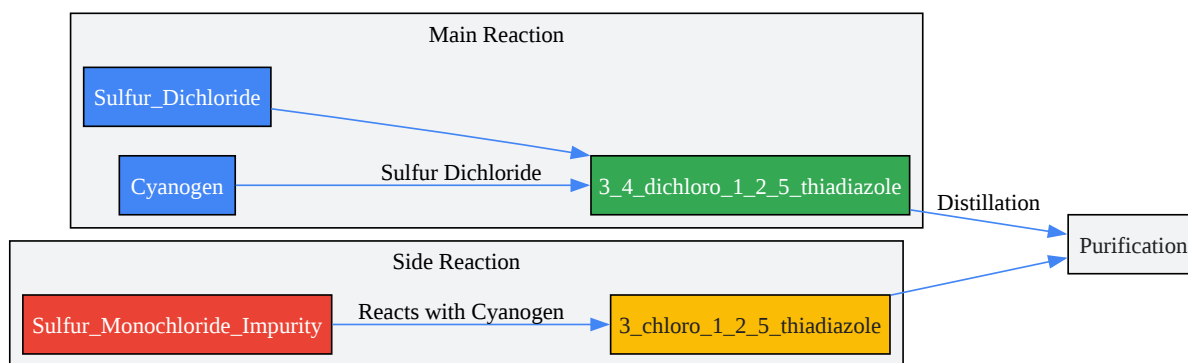 Main Reaction
Sulfur_Dichloride
Cyanogen
Sulfur Dichloride
3_4_dichloro_1_2_5_thiadiazole
Distillation
Purification
Side Reaction
Sulfur_Monochloride_Impurity
Reacts with Cyanogen
3_chloro_1_2_5_thiadiazole